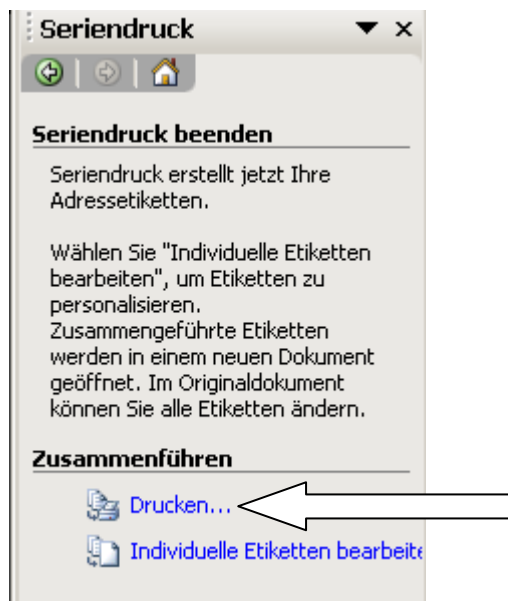 Seriendruck
Seriendruck beenden
Seriendruck erstellt jetzt Ihre
Adressetiketten.
Wählen Sie "Individuelle Etiketten
bearbeiten", um Etiketten zu
personalisieren.
Zusammengeführte Etiketten
werden in einem neuen Dokument
geöffnet. Im Originaldokument
können Sie alle Etiketten ändern.
Zusammenführen
Drucken...
Individuelle Etiketten bearbeite